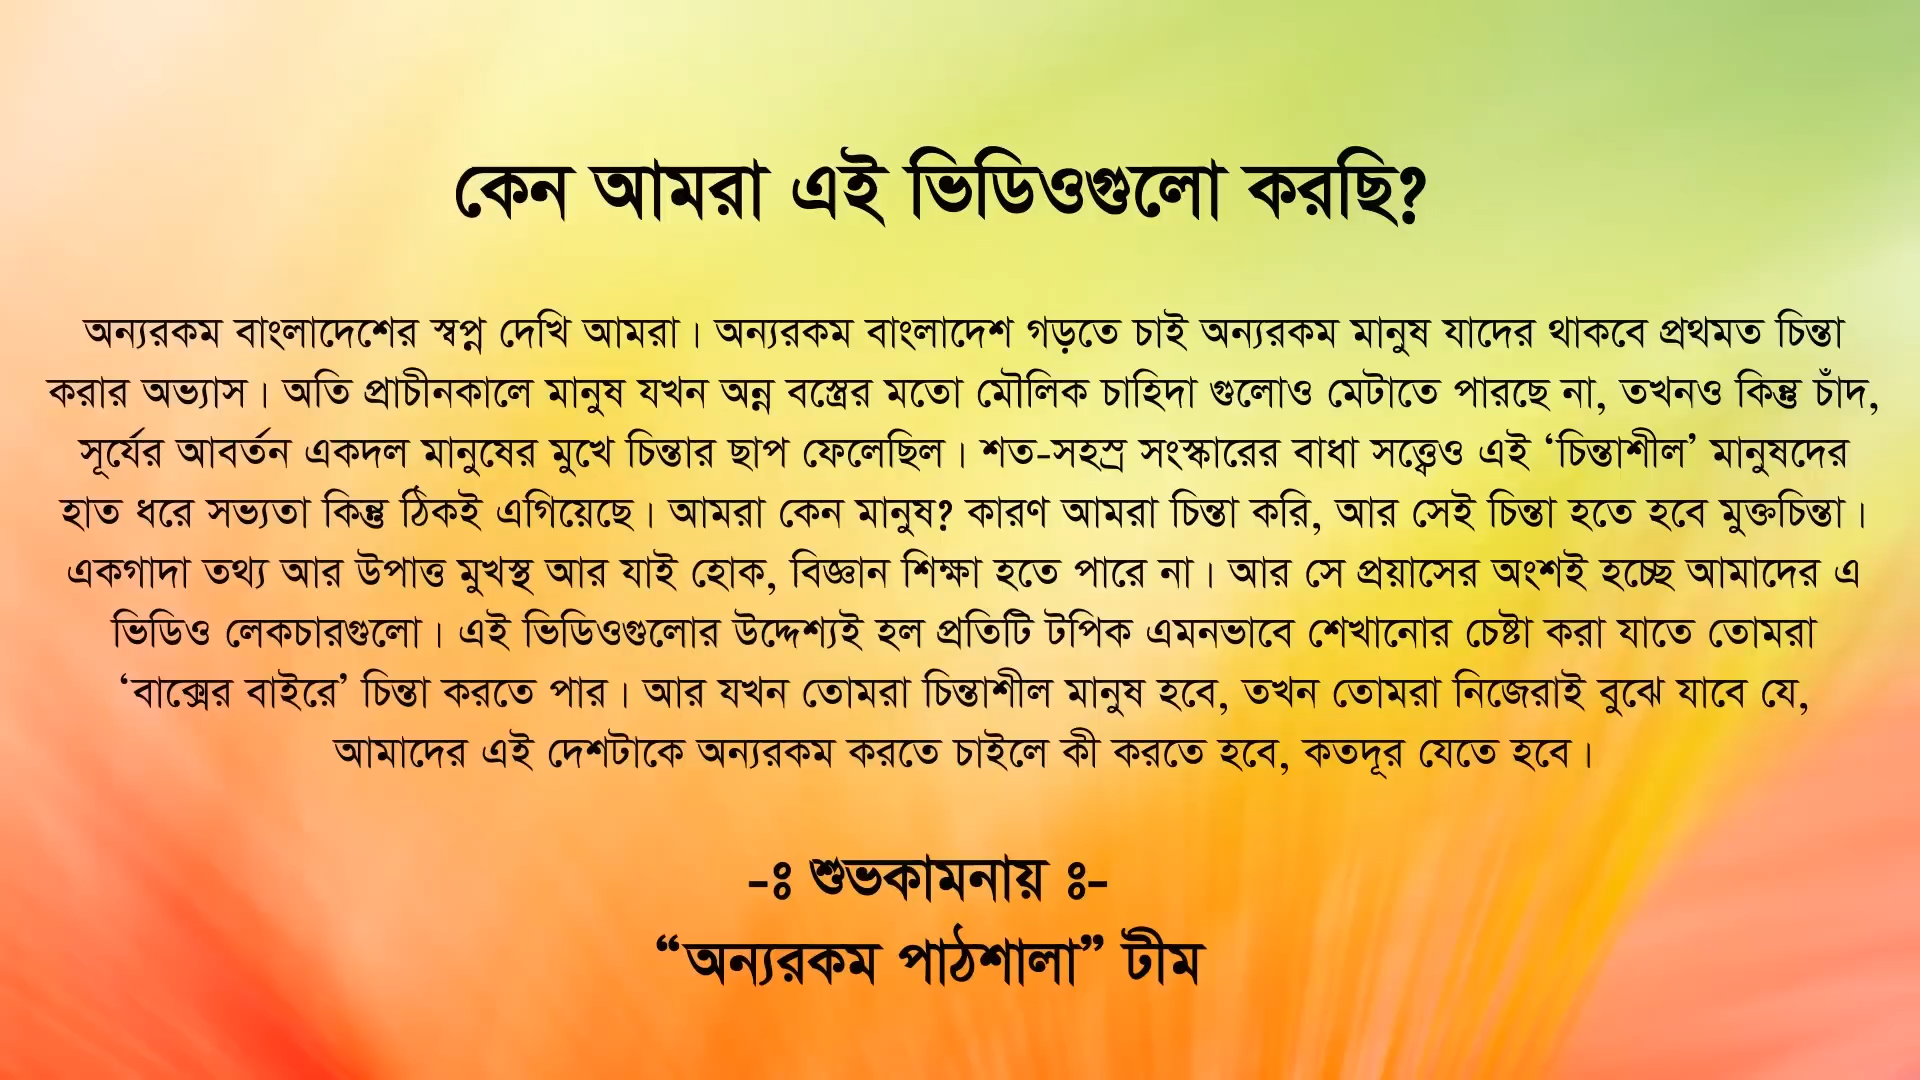 কেন আমরা এই ভিডিওগুলো করছি?
অন্যরকম বাংলাদেশের স্বপ্ন দেখি আমরা। অন্যরকম বাংলাদেশ গড়তে চাই অন্যরকম মানুষ যাদের থাকবে প্রথমত চিন্তা
করার অভ্যাস। অতি প্রাচীনকালে মানুষ যখন অন্ন বস্ত্রের মতো মৌলিক চাহিদা গুলোও মেটাতে পারছে না, তখনও কিন্তু চাঁদ,
সূর্যের আবর্তন একদল মানুষের মুখে চিন্তার ছাপ ফেলেছিল। শত-সহস্র সংস্কারের বাধা সত্ত্বেও এই ‘চিন্তাশীল’ মানুষদের
হাত ধরে সভ্যতা কিন্তু ঠিকই এগিয়েছে। আমরা কেন মানুষ? কারণ আমরা চিন্তা করি, আর সেই চিন্তা হতে হবে মুক্তচিন্তা।
একগাদা তথ্য আর উপাত্ত মুখস্থ আর যাই হোক, বিজ্ঞান শিক্ষা হতে পারে না। আর সে প্রয়াসের অংশই হচ্ছে আমাদের এ
ভিডিও লেকচারগুলো। এই ভিডিওগুলোর উদ্দেশ্যই হল প্রতিটি টপিক এমনভাবে শেখানোর চেষ্টা করা যাতে তোমরা
‘বাক্সের বাইরে’ চিন্তা করতে পার। আর যখন তোমরা চিন্তাশীল মানুষ হবে, তখন তোমরা নিজেরাই বুঝে যাবে যে,
আমাদের এই দেশটাকে অন্যরকম করতে চাইলে কী করতে হবে, কতদূর যেতে হবে।
-ঃ শুভকামনায় ঃ-
“অন্যরকম পাঠশালা” টীম